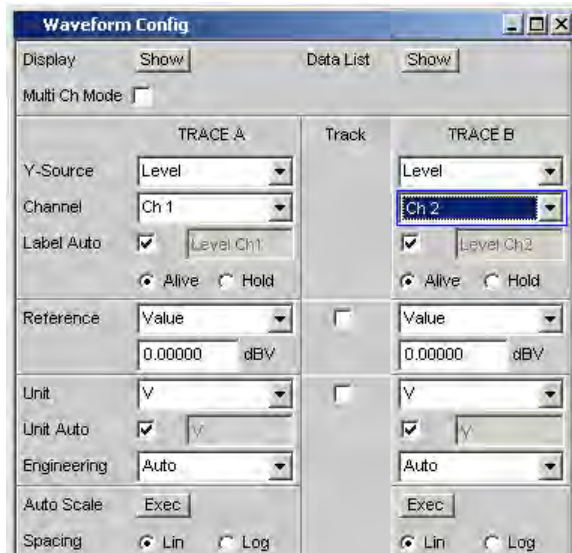 Waveform Config
Display Show Data List Show
Multi Ch Mode
TRACE A Track TRACE B
Y-Source Level Level
Channel Ch 1 Ch 2
Label Auto Level Ch1 Level Ch2
Alive Hold Alive Hold
Reference Value Value
0.00000 dBV 0.00000 dBV
Unit V V
Unit Auto V V
Engineering Auto Auto
Auto Scale Exec Exec
Spacing Lin Log Lin Log